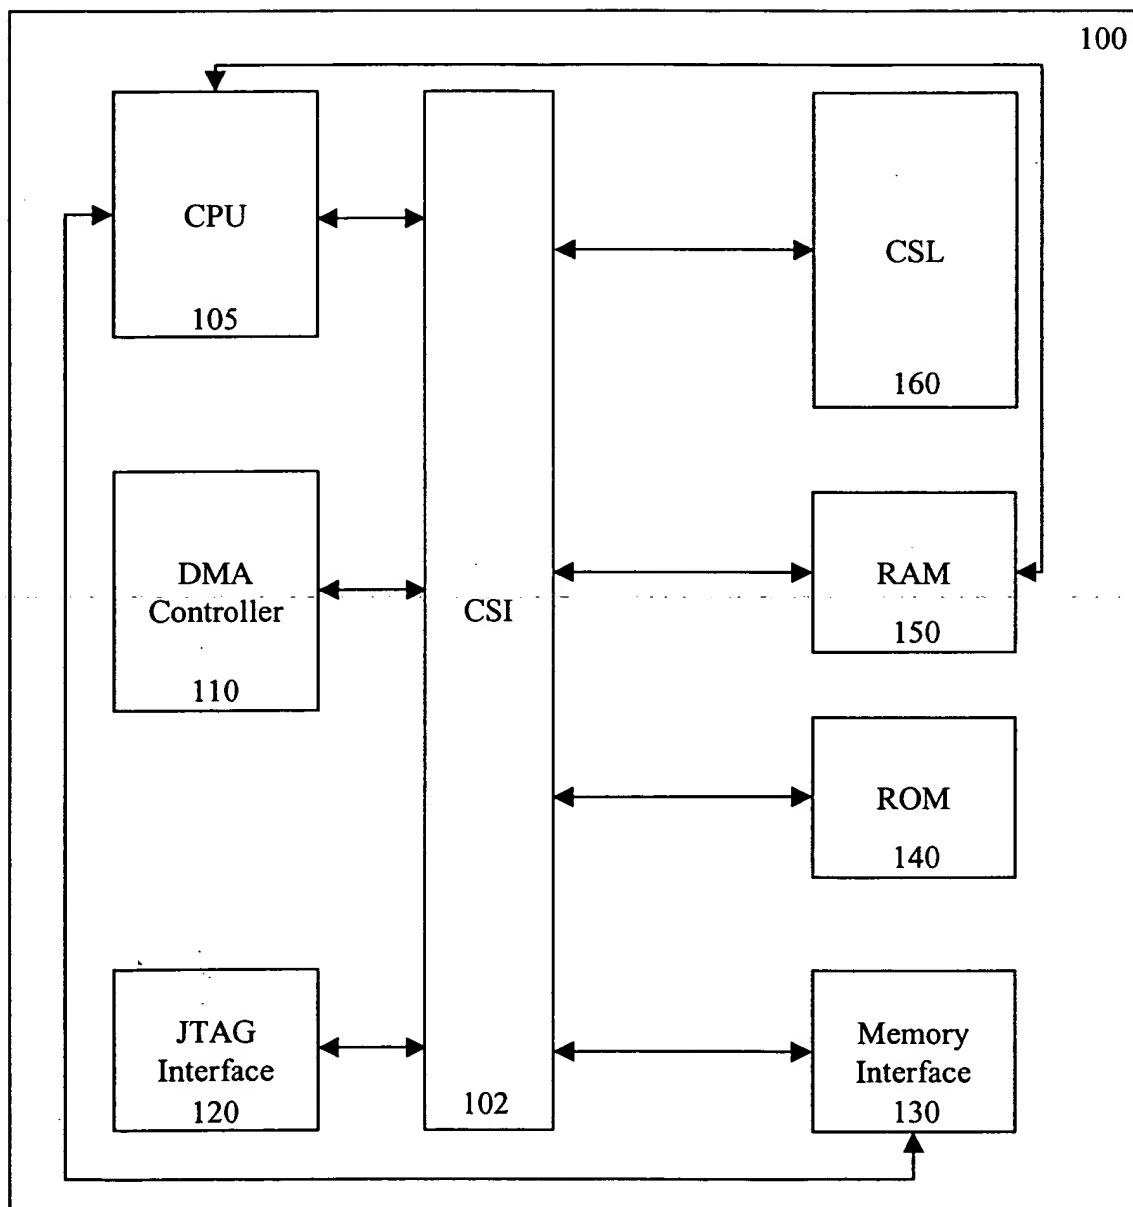 100
CPU
105
DMA
Controller
110
JTAG
Interface
120
CSI
102
CSL
160
RAM
150
ROM
140
Memory
Interface
130